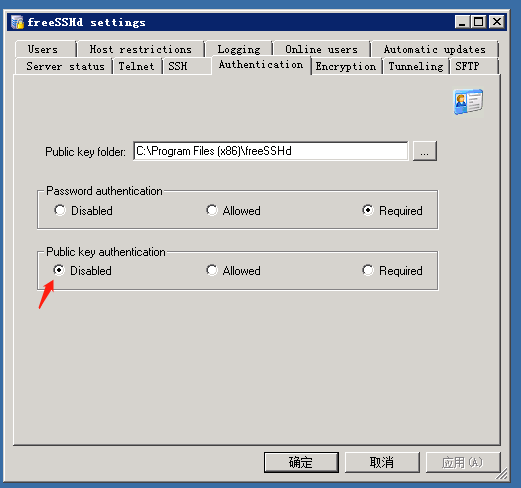 freeSSHd settings
Users Host restrictions Logging Online users Automatic updates
Server status Telnet SSH Authentication Encryption Tunneling SFTP
Public key folder: C:\Program Files (x86)\freeSSHd ...
Password authentication
Disabled Allowed Required
Public key authentication
Disabled Allowed Required
确定 取消 应用(A)